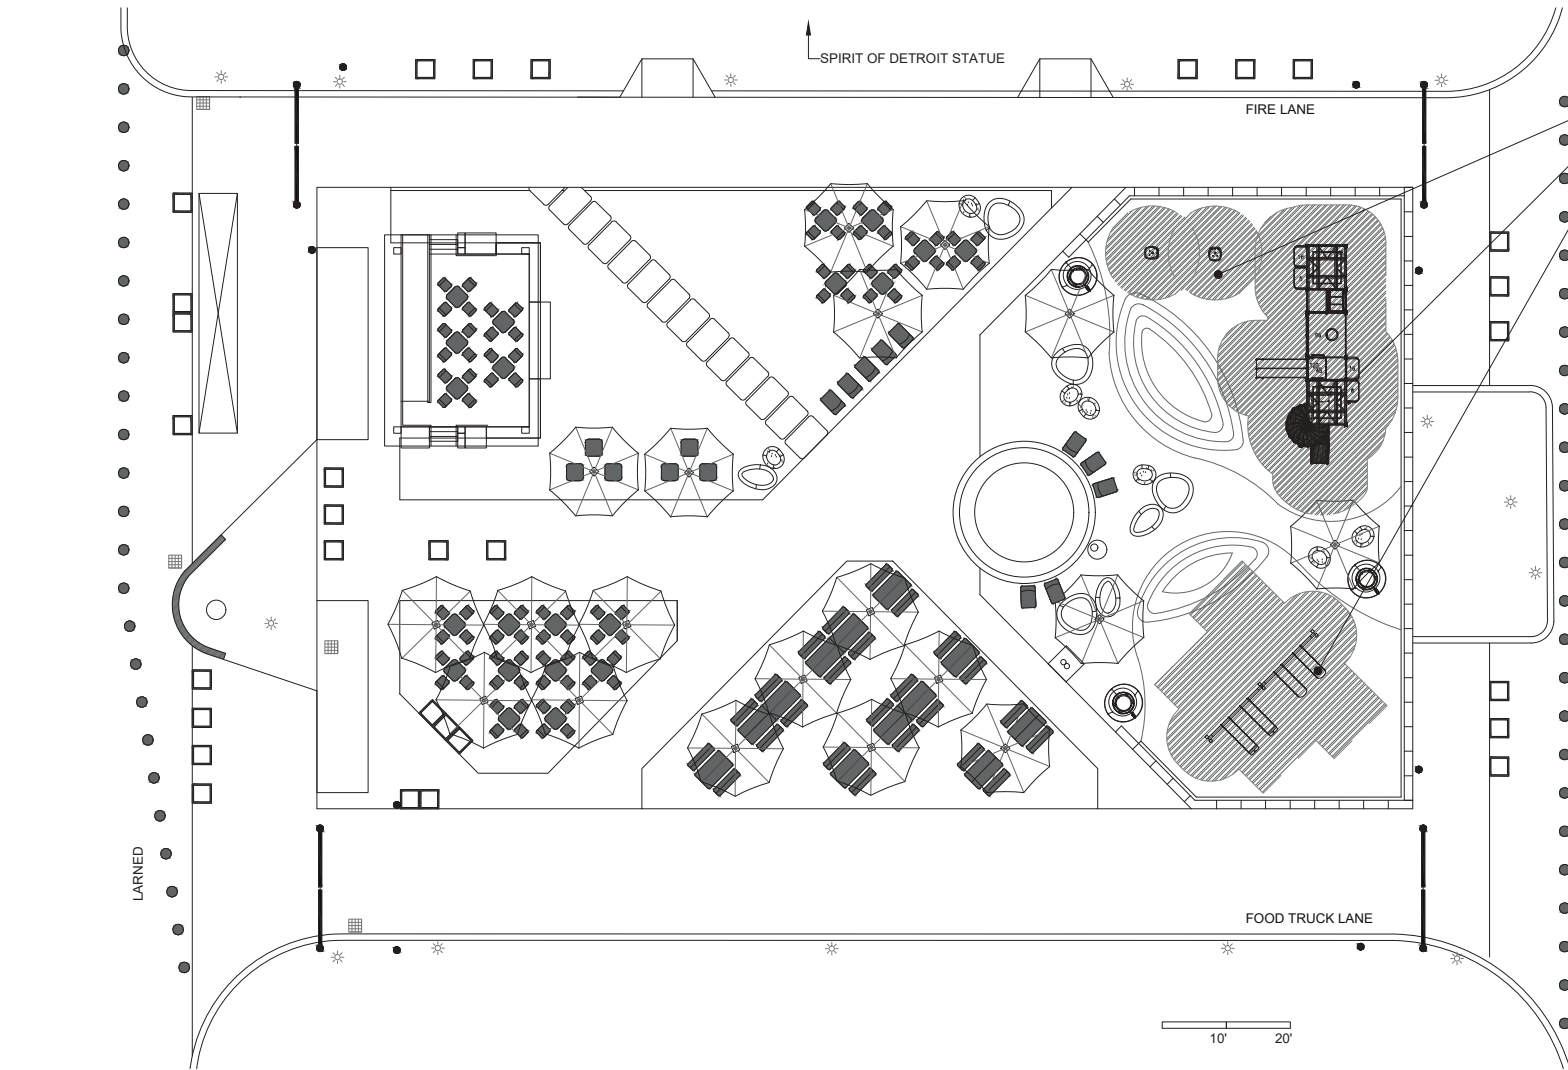 SPIRIT OF DETROIT STATUE
FIRE LANE
LARNED
FOOD TRUCK LANE
10'
20'